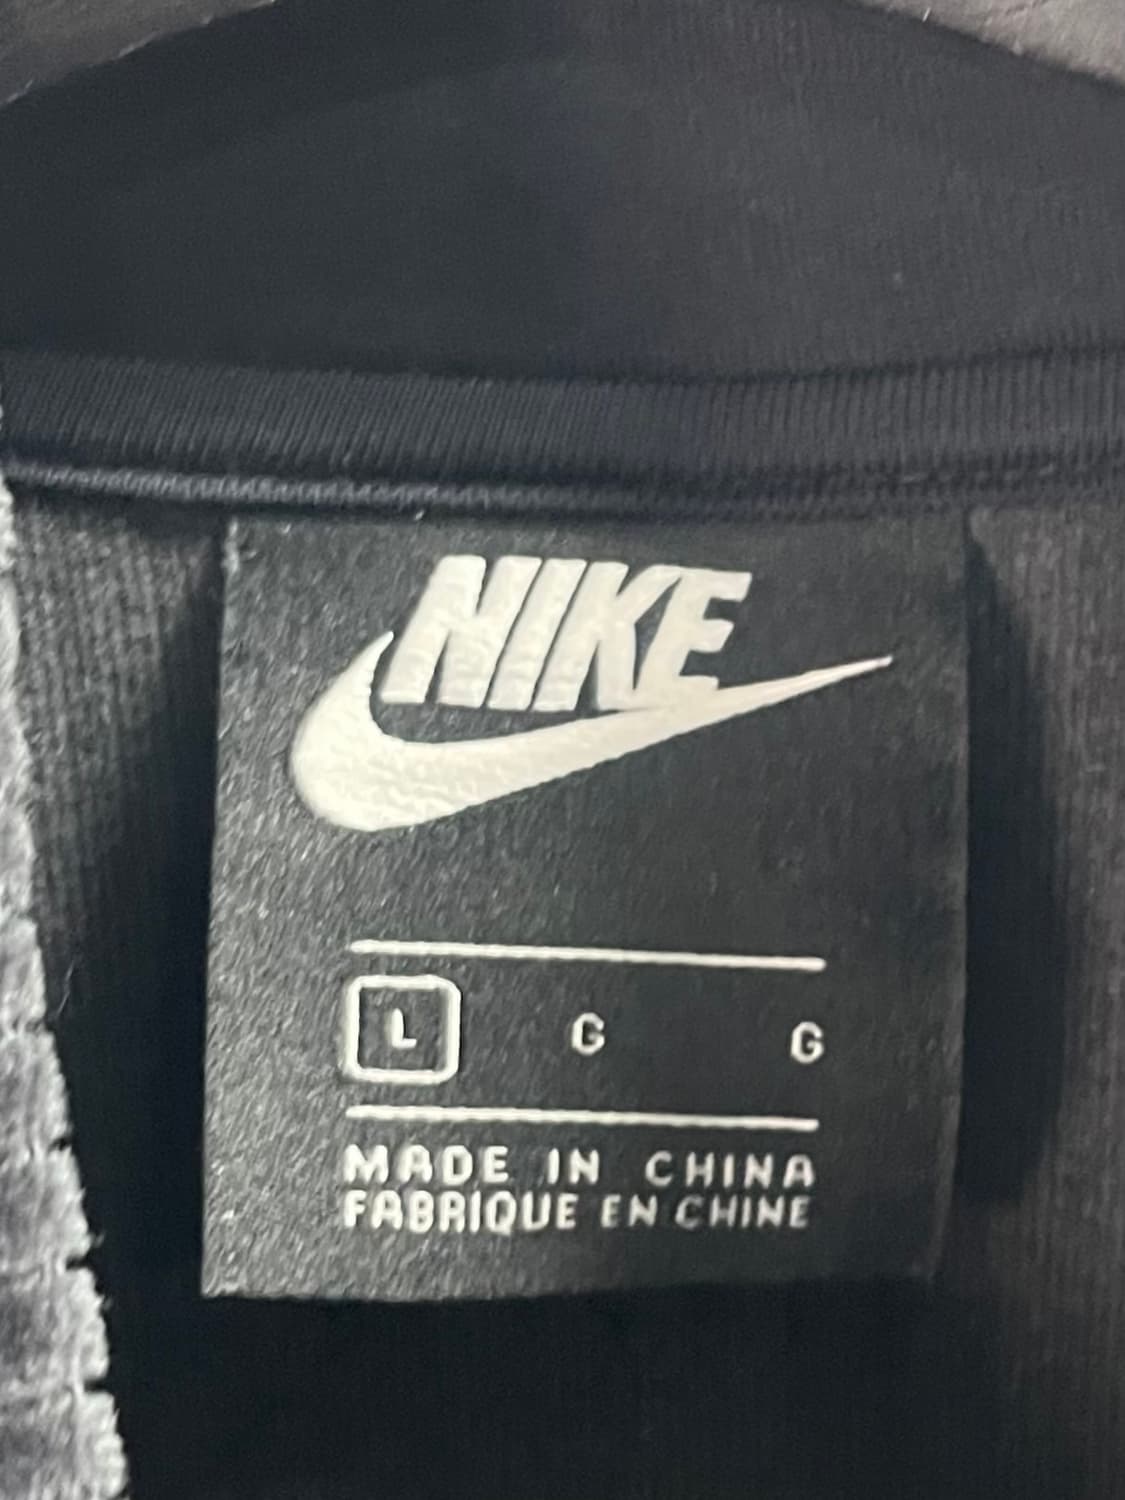 NIKE
L G G
MADE IN CHINA
FABRIQUE EN CHINE